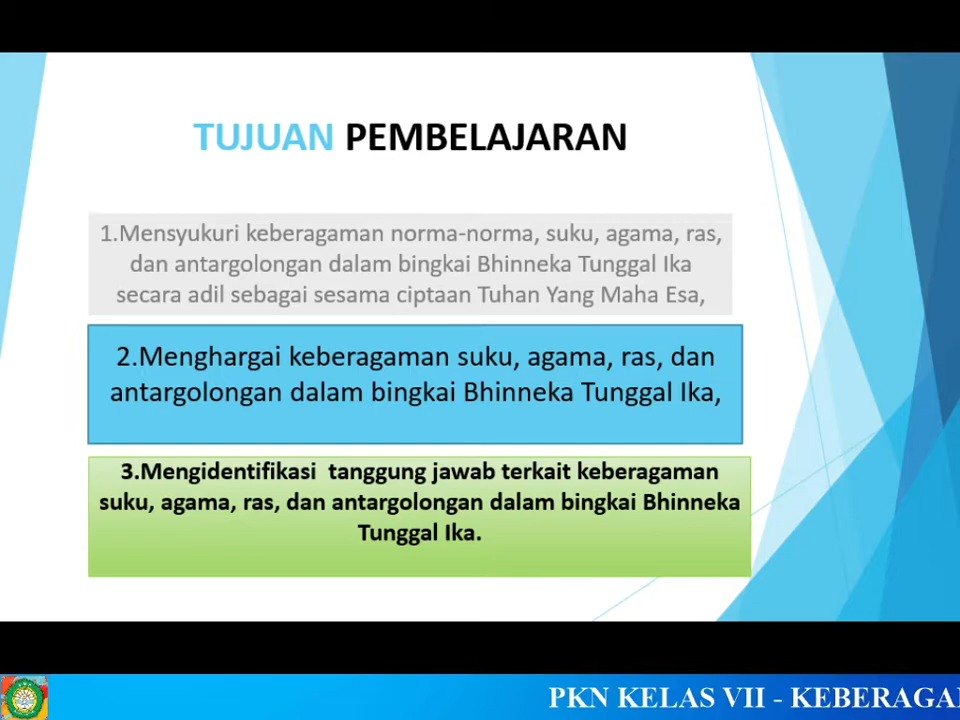 TUJUAN PEMBELAJARAN
1.Mensyukuri keberagaman norma-norma, suku, agama, ras,
dan antargolongan dalam bingkai Bhinneka Tunggal Ika
secara adil sebagai sesama ciptaan Tuhan Yang Maha Esa,
2.Menghargai keberagaman suku, agama, ras, dan
antargolongan dalam bingkai Bhinneka Tunggal Ika,
3.Mengidentifikasi tanggung jawab terkait keberagaman
suku, agama, ras, dan antargolongan dalam bingkai Bhinneka
Tunggal Ika.
PKN KELAS VII - KEBERAGA